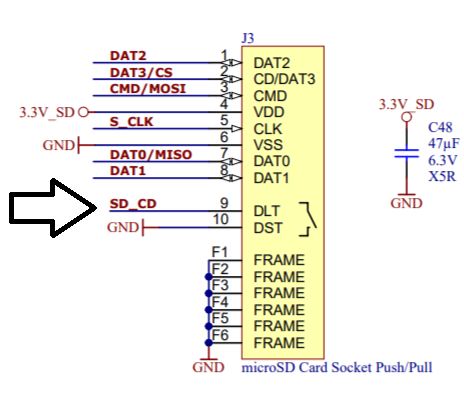 J3
DAT2 1 DAT2
DAT3/CS 2 CD/DAT3
CMD/MOSI 3 CMD
3.3V_SD 4 VDD
S_CLK 5 CLK
GND 6 VSS
DAT0/MISO 7 DAT0
DAT1 8 DAT1
SD_CD 9 DLT
GND 10 DST
F1 FRAME
F2 FRAME
F3 FRAME
F4 FRAME
F5 FRAME
F6 FRAME
GND microSD Card Socket Push/Pull
3.3V_SD
C48
47µF
6.3V
X5R
GND